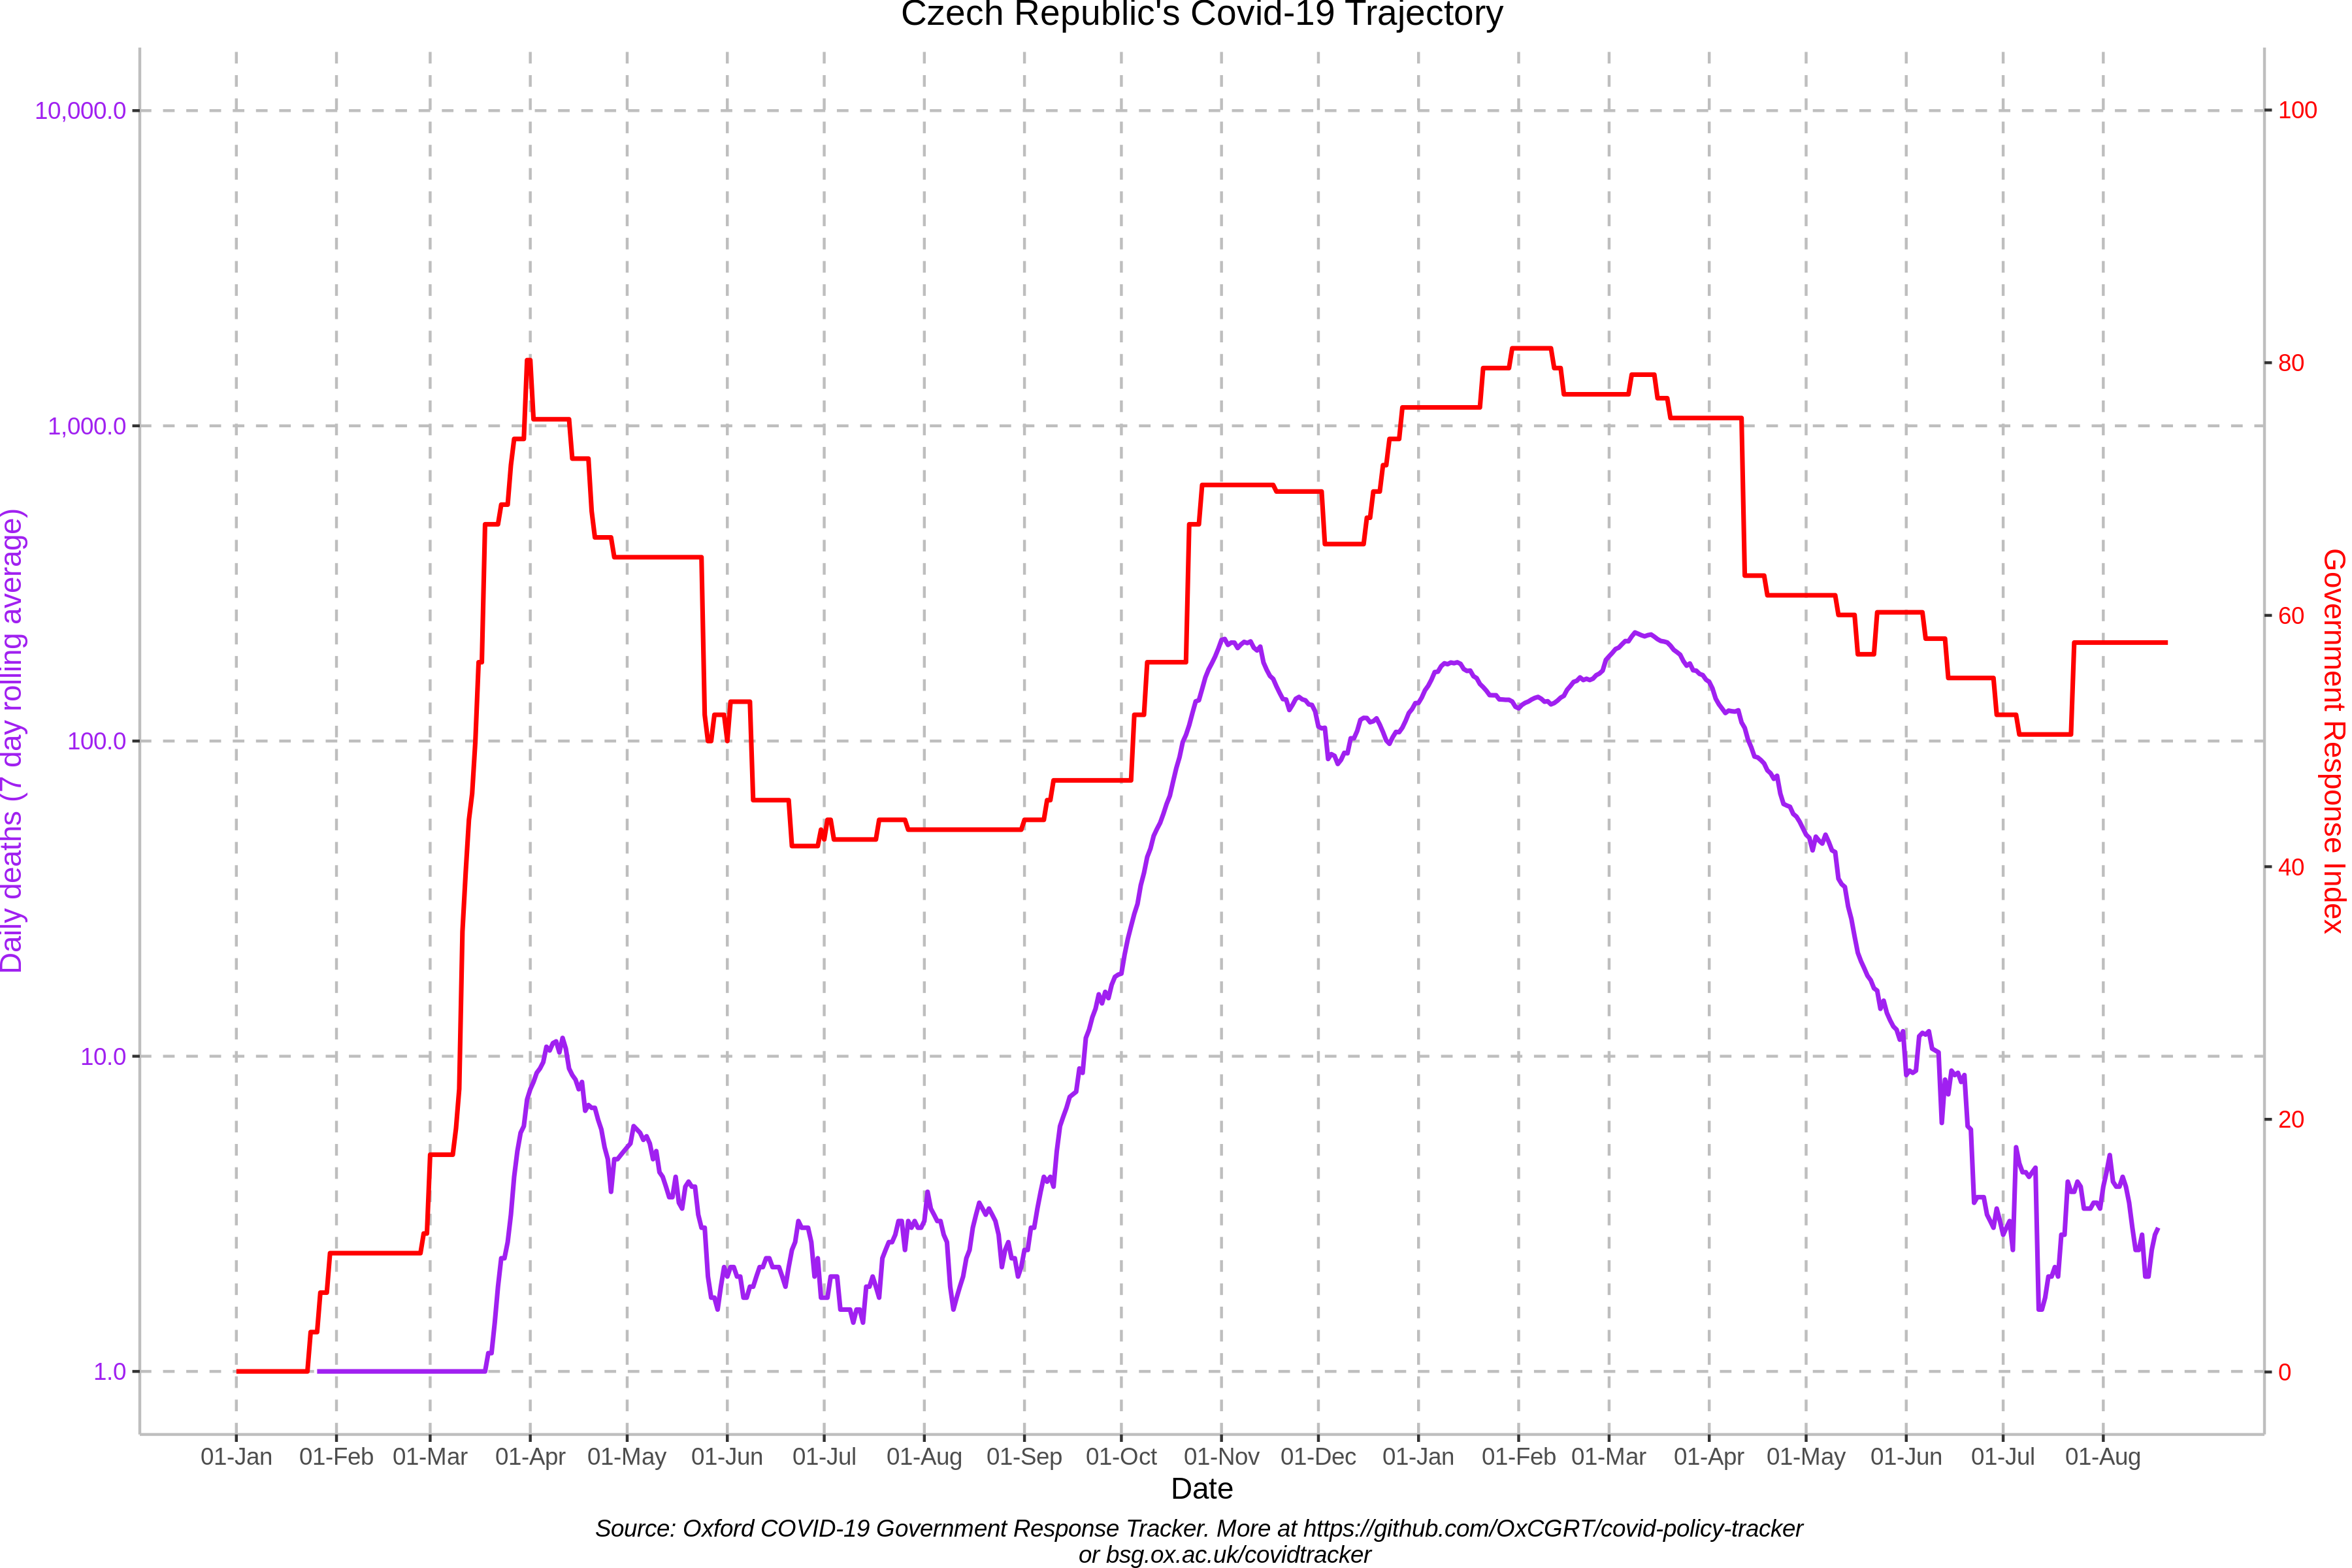 Czech Republic's Covid-19 Trajectory
10,000.0
1,000.0
100.0
10.0
1.0
Daily deaths (7 day rolling average)
100
80
60
40
20
0
Government Response Index
01-Jan 01-Feb 01-Mar 01-Apr 01-May 01-Jun 01-Jul 01-Aug 01-Sep 01-Oct 01-Nov 01-Dec 01-Jan 01-Feb 01-Mar 01-Apr 01-May 01-Jun 01-Jul 01-Aug
Date
Source: Oxford COVID-19 Government Response Tracker. More at https://github.com/OxCGRT/covid-policy-tracker
or bsg.ox.ac.uk/covidtracker